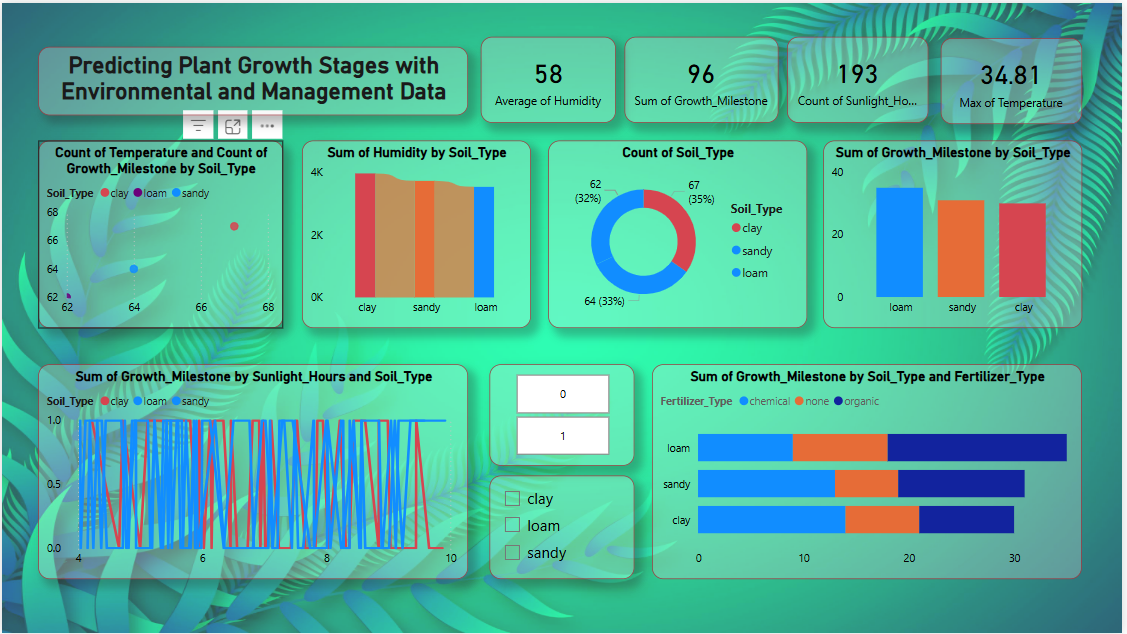 Predicting Plant Growth Stages with
Environmental and Management Data
58
Average of Humidity
96
Sum of Growth_Milestone
193
Count of Sunlight_Ho...
34.81
Max of Temperature
Count of Temperature and Count of
Growth_Milestone by Soil_Type
Soil_Type clay loam sandy
68
66
64
62
62 64 66 68
Sum of Humidity by Soil_Type
4K
2K
0K
clay sandy loam
Count of Soil_Type
62
(32%)
67
(35%)
64 (33%)
Soil_Type
clay
sandy
loam
Sum of Growth_Milestone by Soil_Type
40
20
0
loam sandy clay
Sum of Growth_Milestone by Sunlight_Hours and Soil_Type
Soil_Type clay loam sandy
1.0
0.5
0.0
4 6 8 10
0
1
clay
loam
sandy
Sum of Growth_Milestone by Soil_Type and Fertilizer_Type
Fertilizer_Type chemical none organic
loam
sandy
clay
0 10 20 30